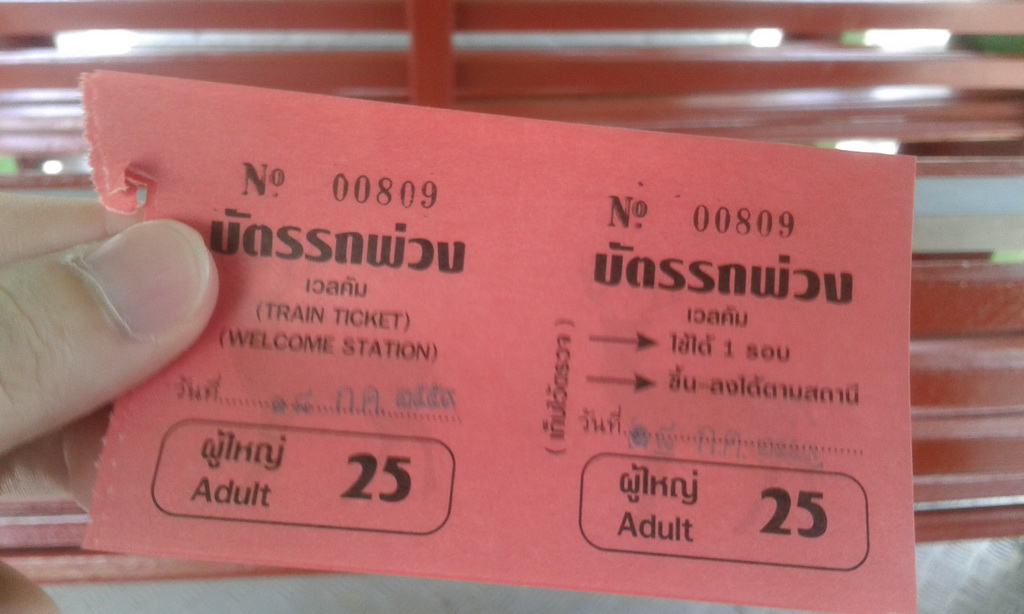 Nº 00809
บัตรรถพ่วง
เวลคัม
(TRAIN TICKET)
(WELCOME STATION)
วันที่ ก.ค.
ผู้ใหญ่
Adult 25
Nº 00809
บัตรรถพ่วง
เวลคัม
ใช้ได้ 1 รอบ
ขึ้น-ลงได้ตามสถานี
(เก็บไว้ตรวจ)
วันที่ ก.ค.
ผู้ใหญ่
Adult 25